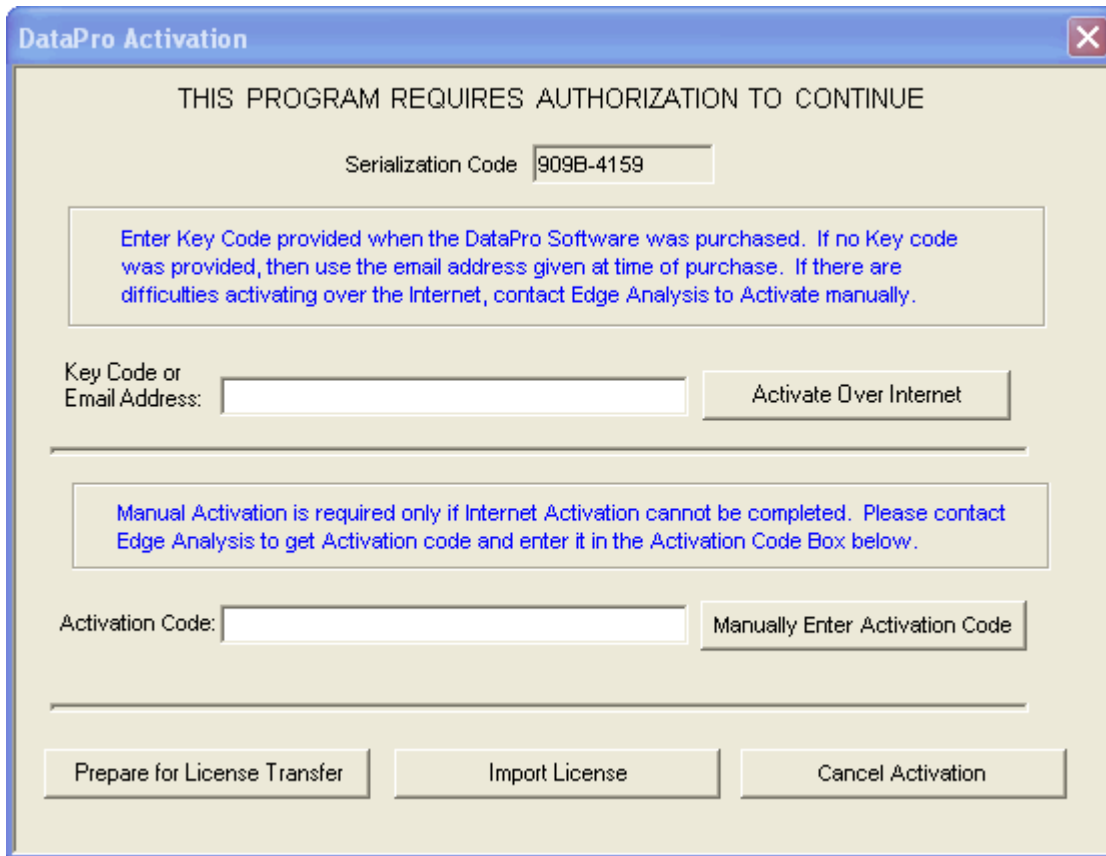 DataPro Activation
THIS PROGRAM REQUIRES AUTHORIZATION TO CONTINUE
Serialization Code 909B-4159
Enter Key Code provided when the DataPro Software was purchased. If no Key code
was provided, then use the email address given at time of purchase. If there are
difficulties activating over the Internet, contact Edge Analysis to Activate manually.
Key Code or
Email Address:
Activate Over Internet
Manual Activation is required only if Internet Activation cannot be completed. Please contact
Edge Analysis to get Activation code and enter it in the Activation Code Box below.
Activation Code:
Manually Enter Activation Code
Prepare for License Transfer
Import License
Cancel Activation